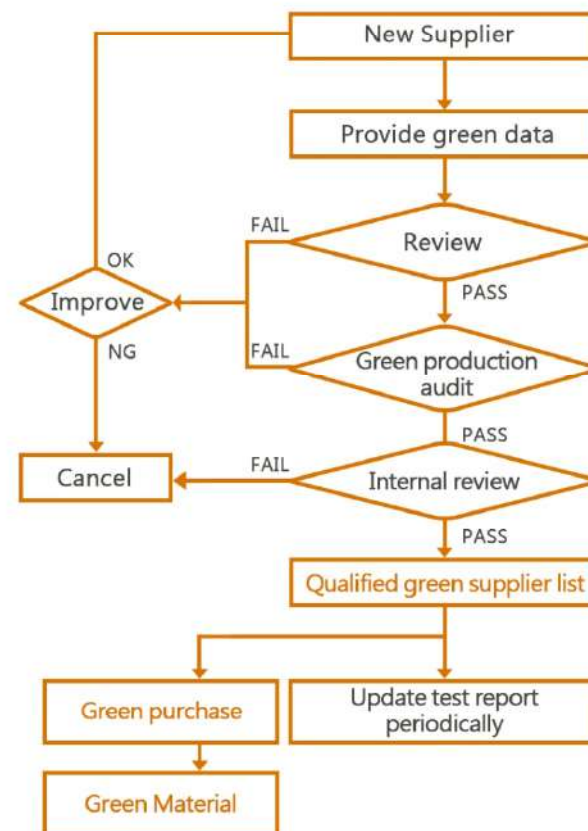 New Supplier
Provide green data
FAIL
Review
OK
PASS
Improve
NG
FAIL
Green production
audit
PASS
Cancel
FAIL
Internal review
PASS
Qualified green supplier list
Green purchase
Update test report
periodically
Green Material